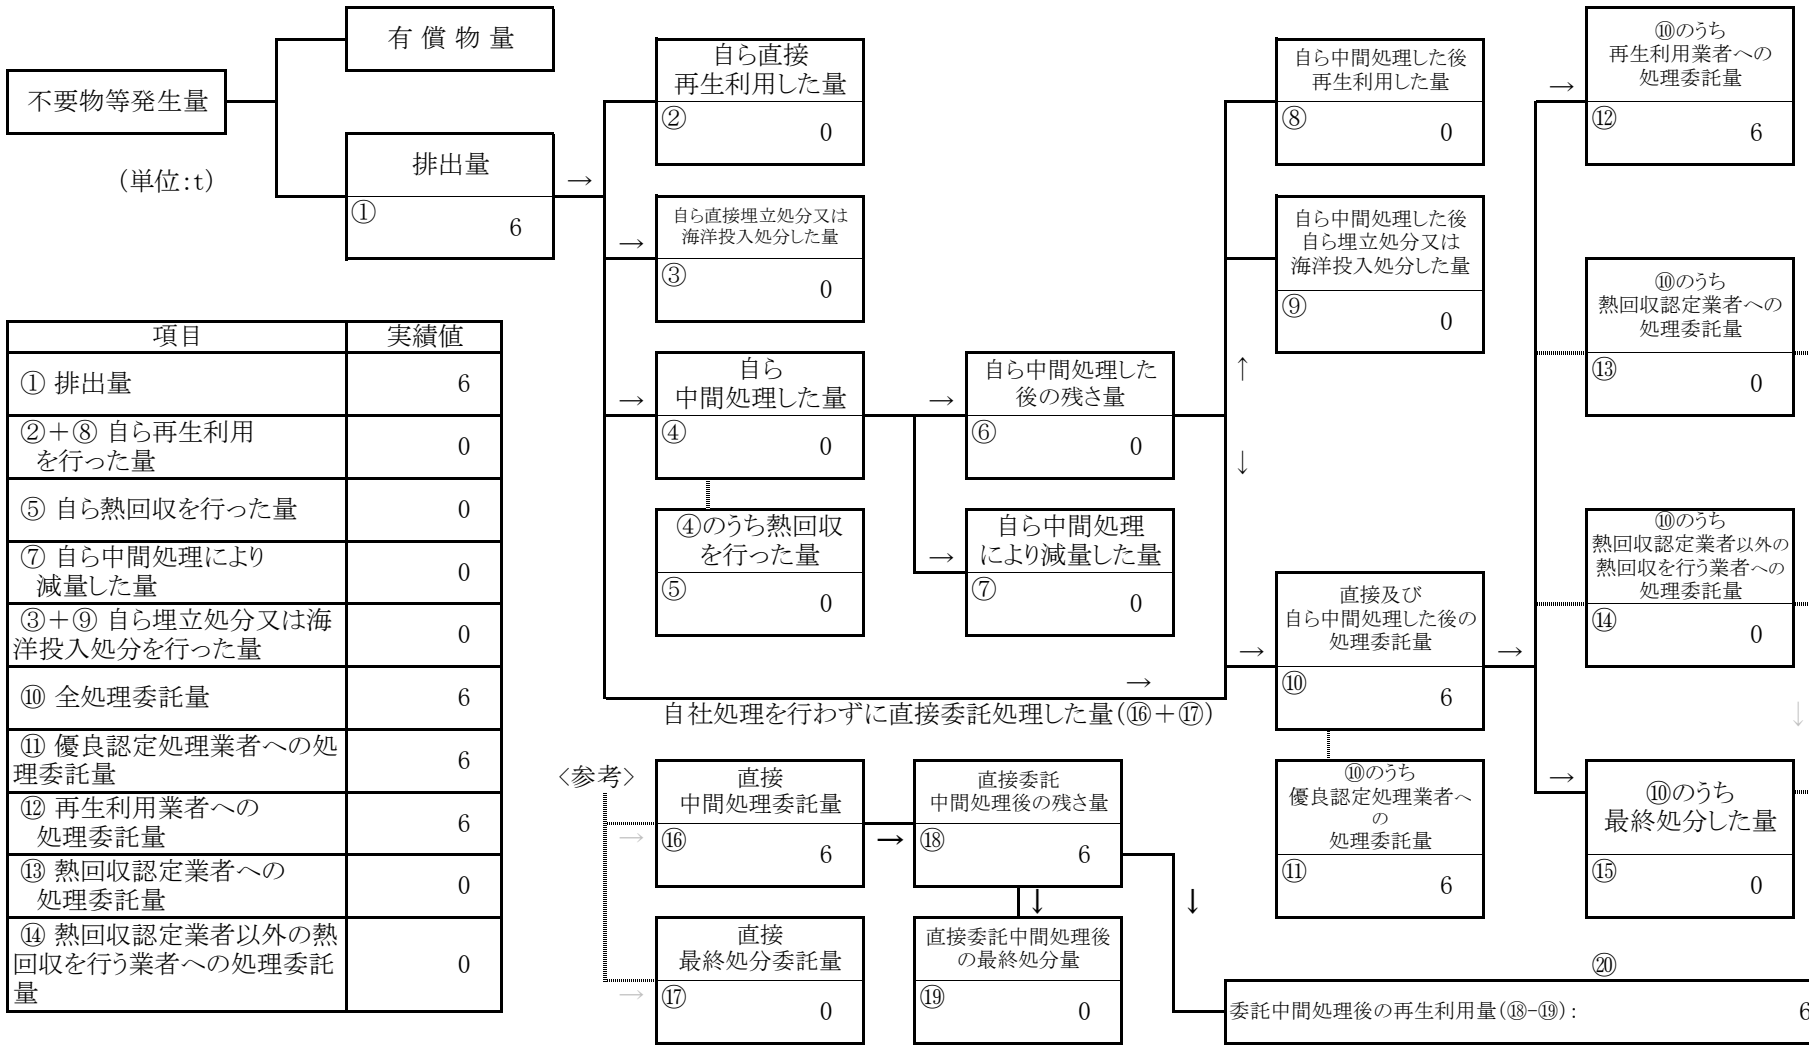 有 償 物 量
不要物等発生量
(単位:t)
排出量
①
6
→
自ら直接
再生利用した量
②
0
→
自ら直接埋立処分又は
海洋投入処分した量
③
0
→
自ら
中間処理した量
④
0
④のうち熱回収
を行った量
⑤
0
→
自ら中間処理した
後の残さ量
⑥
0
→
自ら中間処理
により減量した量
⑦
0
自ら中間処理した後
再生利用した量
⑧
0
自ら中間処理した後
自ら埋立処分又は
海洋投入処分した量
⑨
0
↑
↓
→
自社処理を行わずに直接委託処理した量(⑯+⑰)
→
直接及び
自ら中間処理した後の
処理委託量
⑩
6
⑩のうち
優良認定処理業者へ
の
処理委託量
⑪
6
→
→
⑩のうち
再生利用業者への
処理委託量
⑫
6
⑩のうち
熱回収認定業者への
処理委託量
⑬
0
⑩のうち
熱回収認定業者以外の
熱回収を行う業者への
処理委託量
⑭
0
↓
→
⑩のうち
最終処分した量
⑮
0
項目 実績値
① 排出量 6
②+⑧ 自ら再生利用
を行った量 0
⑤ 自ら熱回収を行った量 0
⑦ 自ら中間処理により
減量した量 0
③+⑨ 自ら埋立処分又は海
洋投入処分を行った量 0
⑩ 全処理委託量 6
⑪ 優良認定処理業者への処
理委託量 6
⑫ 再生利用業者への
処理委託量 6
⑬ 熱回収認定業者への
処理委託量 0
⑭ 熱回収認定業者以外の熱
回収を行う業者への処理委託
量 0
〈参考〉
→
直接
中間処理委託量
⑯
6
→
直接委託
中間処理後の残さ量
⑱
6
↓
↓
→
直接
最終処分委託量
⑰
0
直接委託中間処理後
の最終処分量
⑲
0
⑳
委託中間処理後の再生利用量(⑱-⑲): 6